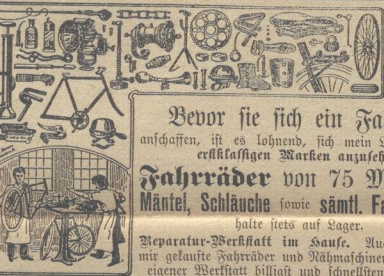 Bevor sie sich ein Fa
anschaffen, ist es lohnend, sich mein L
erstklassigen Marken anzusehe
Fahrräder von 75 M
Mäntel, Schläuche sowie sämtl. Fa
halte stets auf Lager.
Reparatur-Werkstatt im Hause. Au
mir gekaufte Fahrräder und Nähmaschine
eigener Werkstatt billigst und schnellste